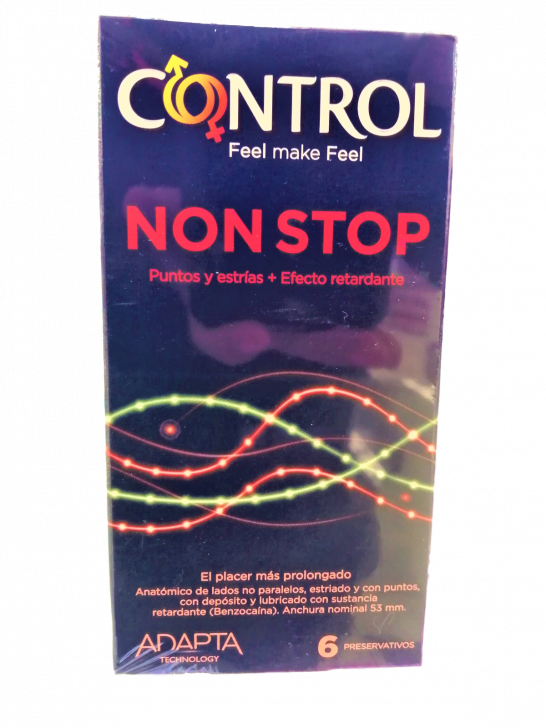 CONTROL
Feel make Feel
NON STOP
Puntos y estrías + Efecto retardante
El placer más prolongado
Anatómico de lados no paralelos, estriado y con puntos,
con depósito y lubricado con sustancia
retardante (Benzocaína). Anchura nominal 53 mm.
ADAPTA
TECHNOLOGY
6 PRESERVATIVOS